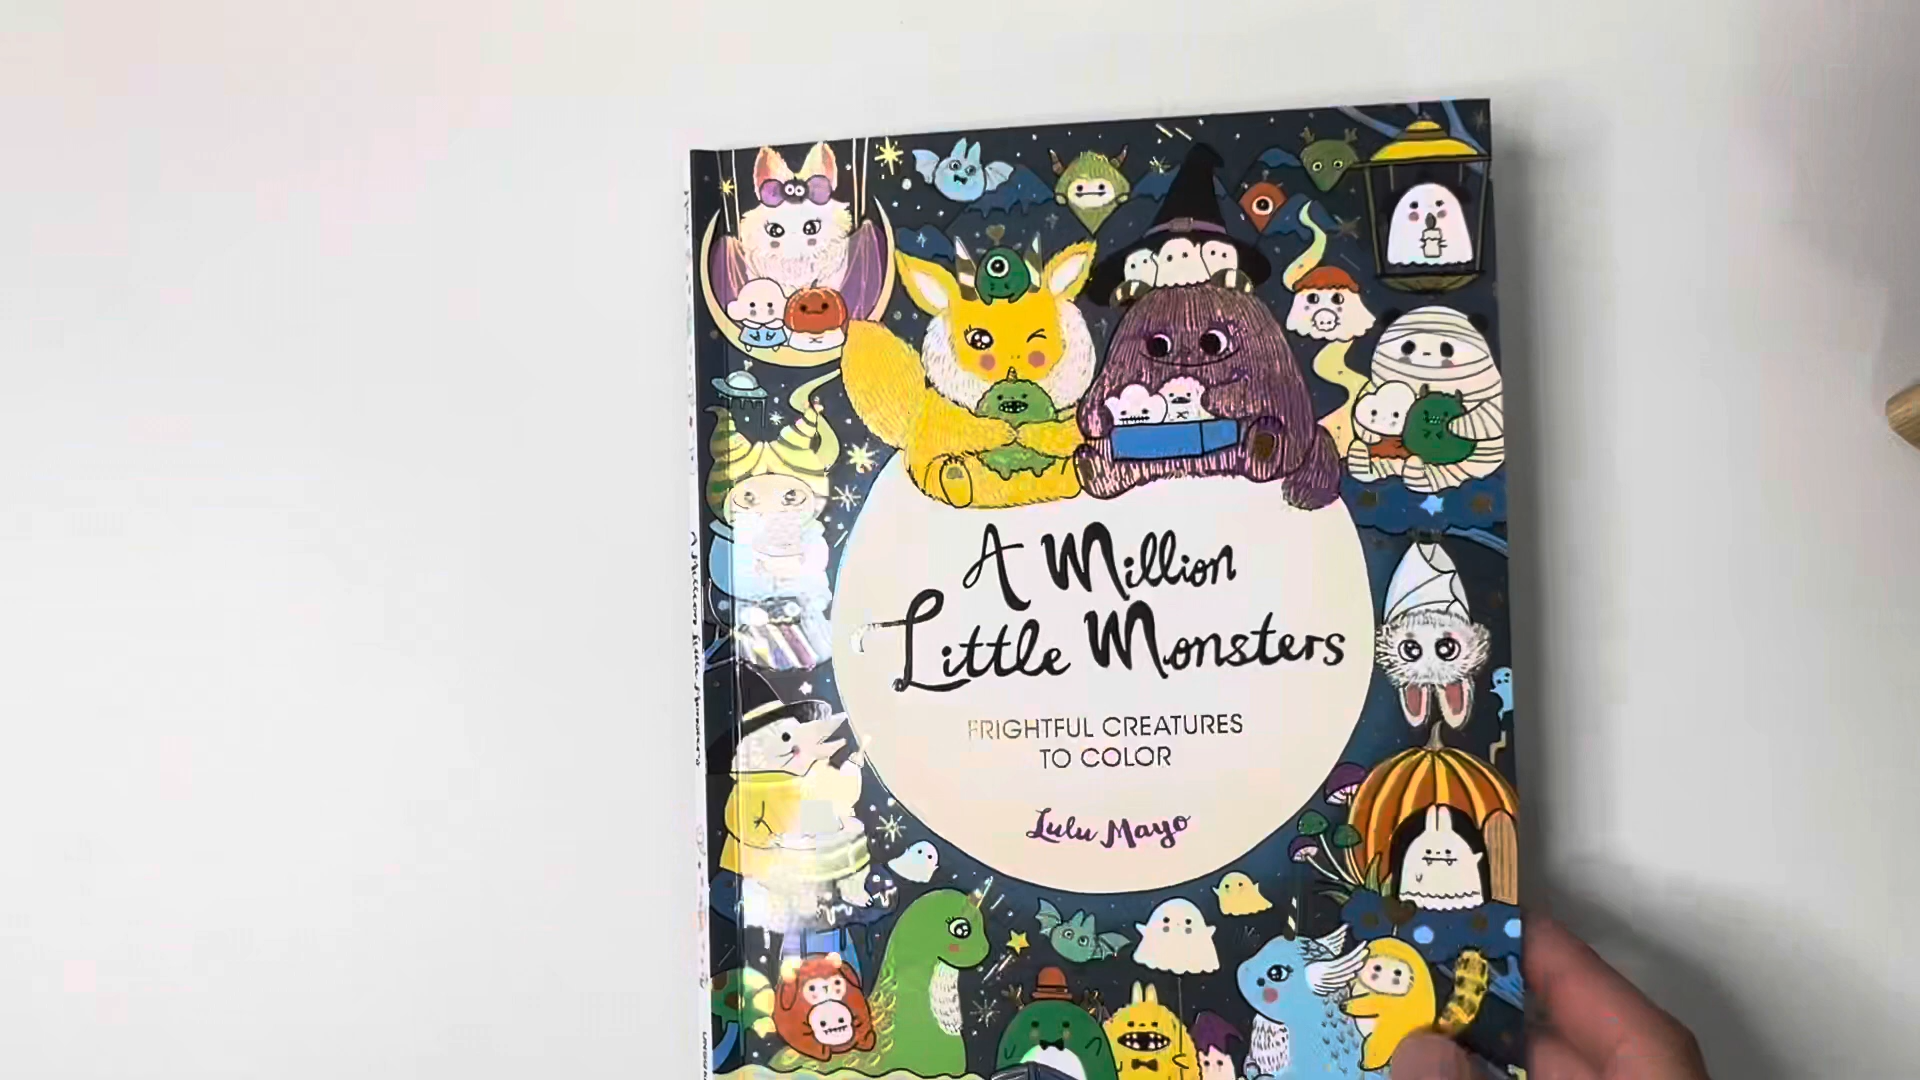 A Million
Little Monsters
FRIGHTFUL CREATURES
TO COLOR
Lulu Mayo